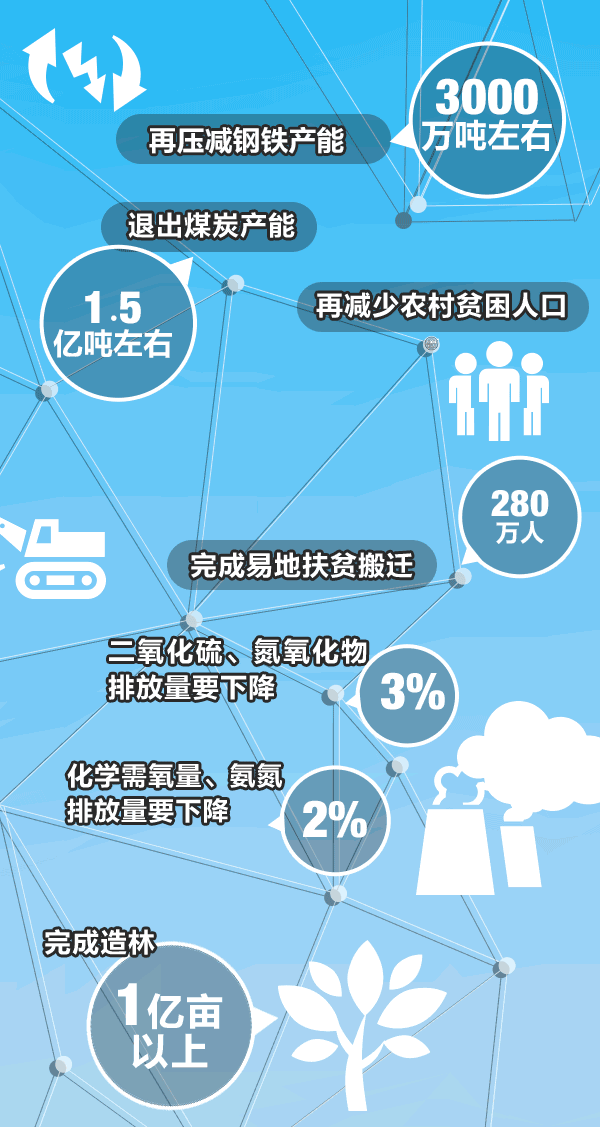 再压减钢铁产能
3000
万吨左右
退出煤炭产能
1.5
亿吨左右
再减少农村贫困人口
280
万人
完成易地扶贫搬迁
二氧化硫、氮氧化物
排放量要下降
3%
化学需氧量、氨氮
排放量要下降
2%
完成造林
1亿亩
以上